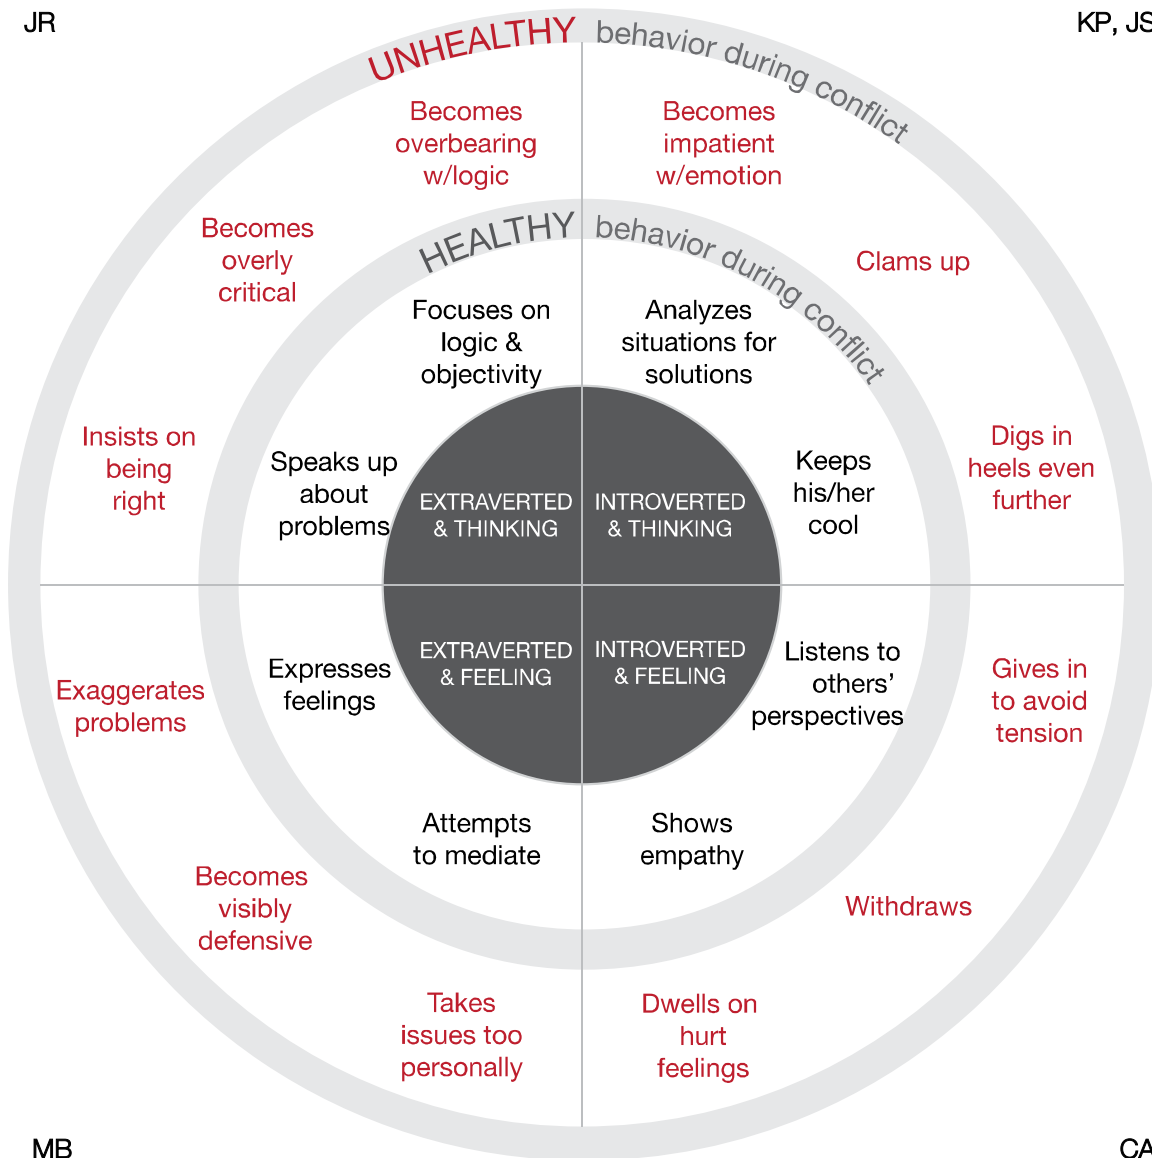 JR
KP, JS
UNHEALTHY behavior during conflict
Becomes
overbearing
w/logic
Becomes
impatient
w/emotion
Becomes
overly
critical
Clams up
Insists on
being
right
Digs in
heels even
further
HEALTHY behavior during conflict
Focuses on
logic &
objectivity
Analyzes
situations for
solutions
Speaks up
about
problems
Keeps
his/her
cool
EXTRAVERTED
& THINKING
INTROVERTED
& THINKING
EXTRAVERTED
& FEELING
INTROVERTED
& FEELING
Expresses
feelings
Listens to
others’
perspectives
Attempts
to mediate
Shows
empathy
Exaggerates
problems
Gives in
to avoid
tension
Becomes
visibly
defensive
Withdraws
Takes
issues too
personally
Dwells on
hurt
feelings
MB
CA